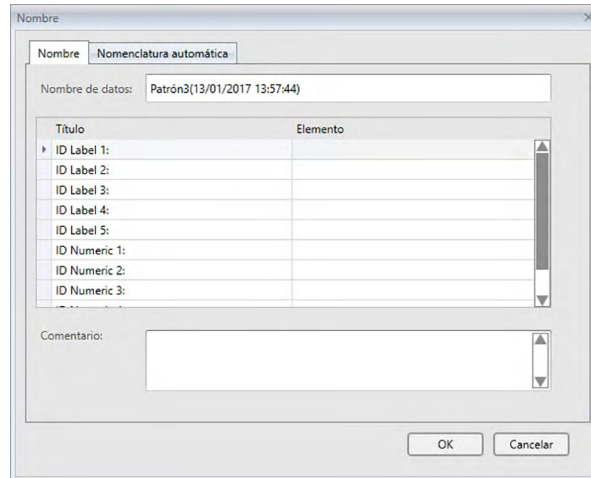 Nombre
Nombre Nomenclatura automática
Nombre de datos: Patrón3(13/01/2017 13:57:44)
Título Elemento
ID Label 1:
ID Label 2:
ID Label 3:
ID Label 4:
ID Label 5:
ID Numeric 1:
ID Numeric 2:
ID Numeric 3:
Comentario:
OK Cancelar